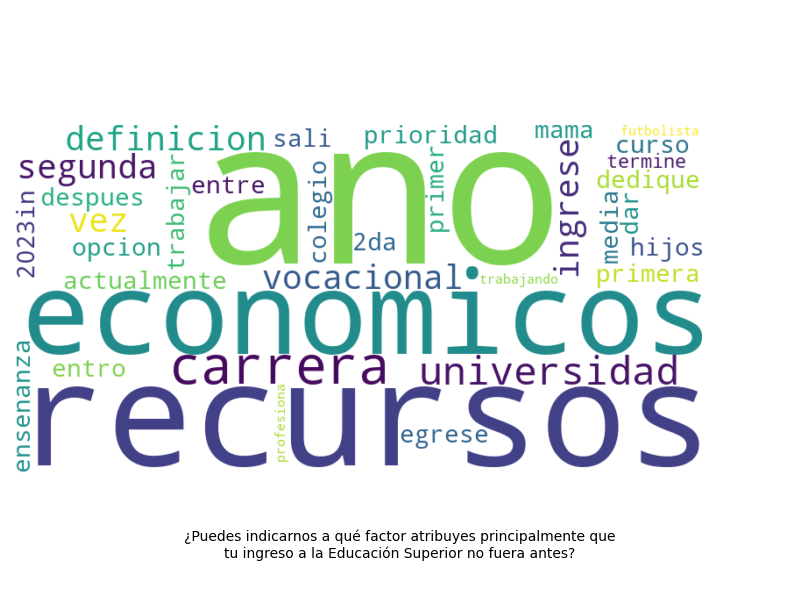 definicion
sali
prioridad
mama
futbolista
curso
segunda
ano
termine
trabajar
entre
colegio
primer
ingrese
dedique
despues
2023in
vez
2da
media
dar
opcion
hijos
actualmente
vocacional
trabajando
primera
economicos
ensenanza
entro
carrera
universidad
recursos
profesiona
egrese
¿Puedes indicarnos a qué factor atribuyes principalmente que
tu ingreso a la Educación Superior no fuera antes?